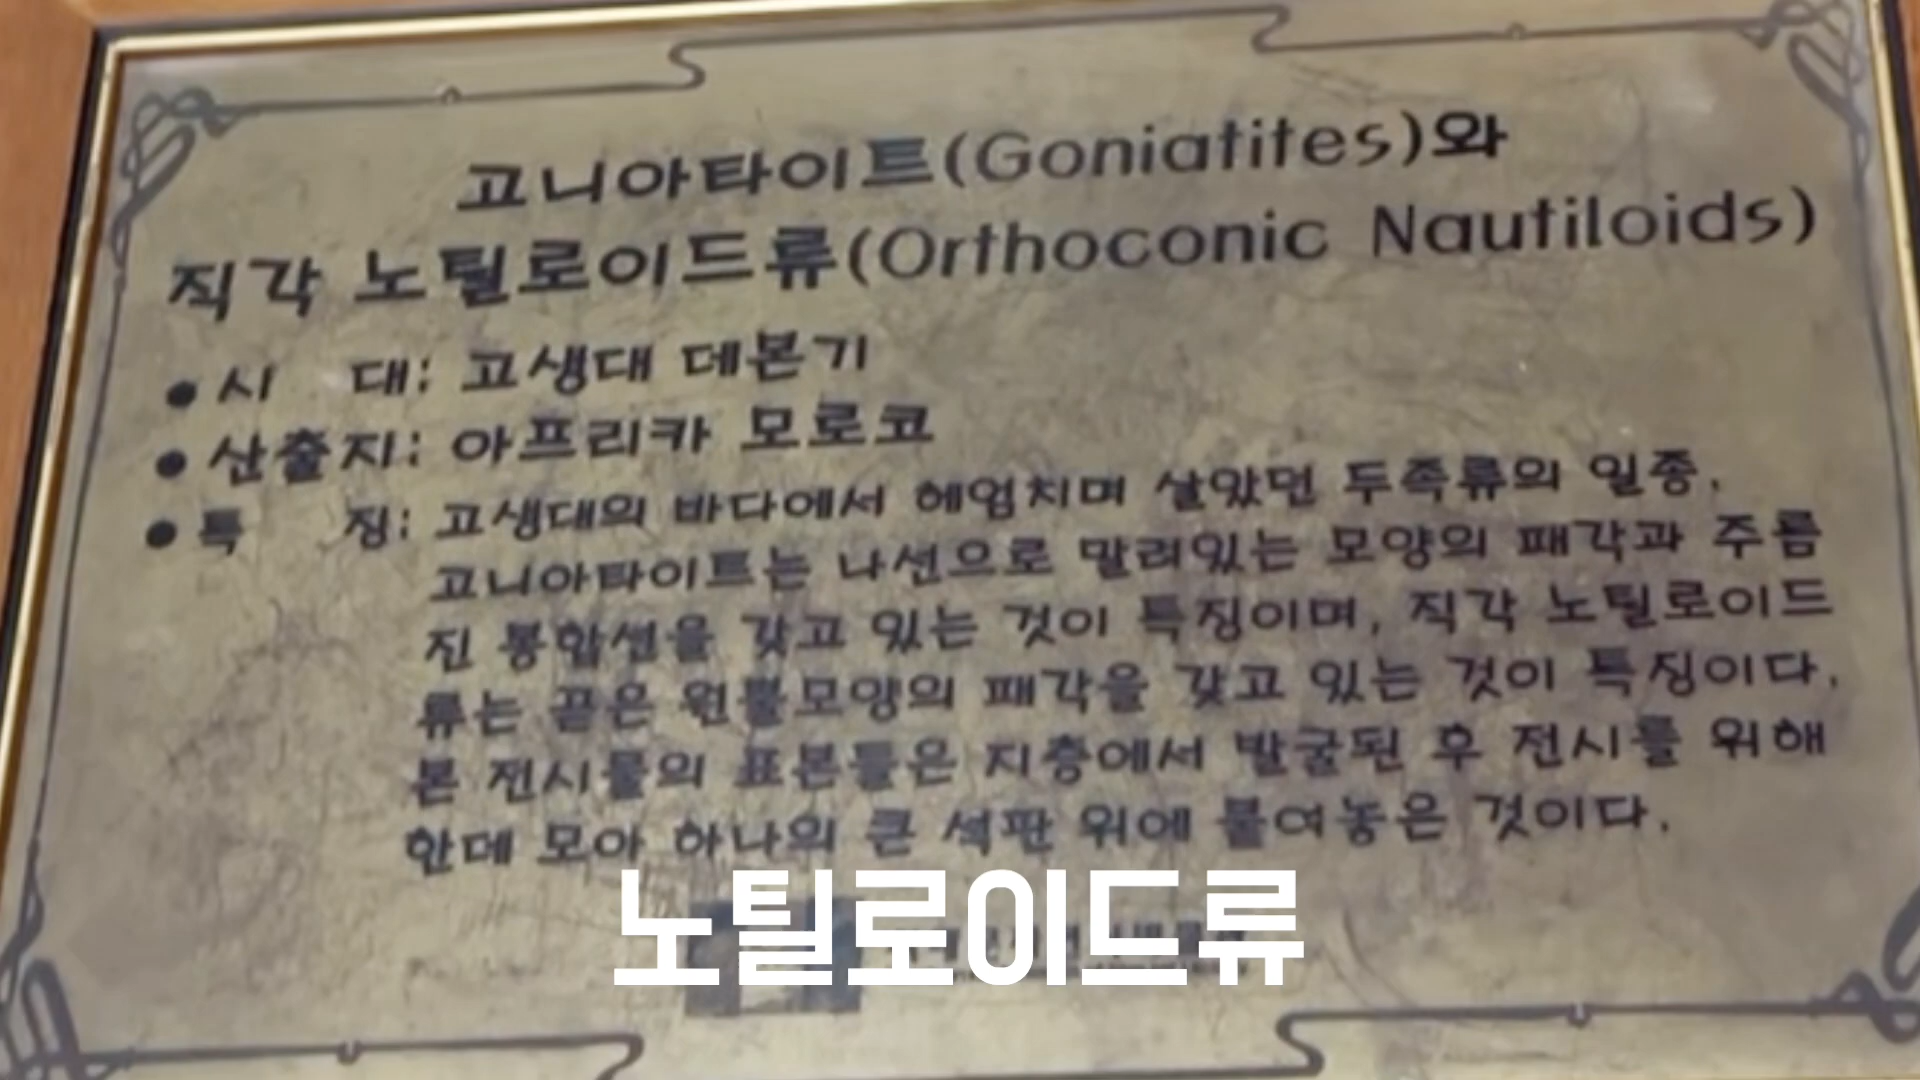 고니아타이트(Goniatites)와
직각 노틸로이드류(Orthoconic Nautiloids)
● 시 대: 고생대 데본기
● 산출지: 아프리카 모로코
● 특 징: 고생대의 바다에서 헤엄치며 살았던 두족류의 일종.
고니아타이트는 나선으로 말려있는 모양의 패각과 주름
진 봉합선을 갖고 있는 것이 특징이며, 직각 노틸로이드
류는 곧은 원뿔모양의 패각을 갖고 있는 것이 특징이다.
본 전시물의 표본들은 지층에서 발굴된 후 전시를 위해
한데 모아 하나의 큰 석판 위에 붙여놓은 것이다.
노틸로이드류